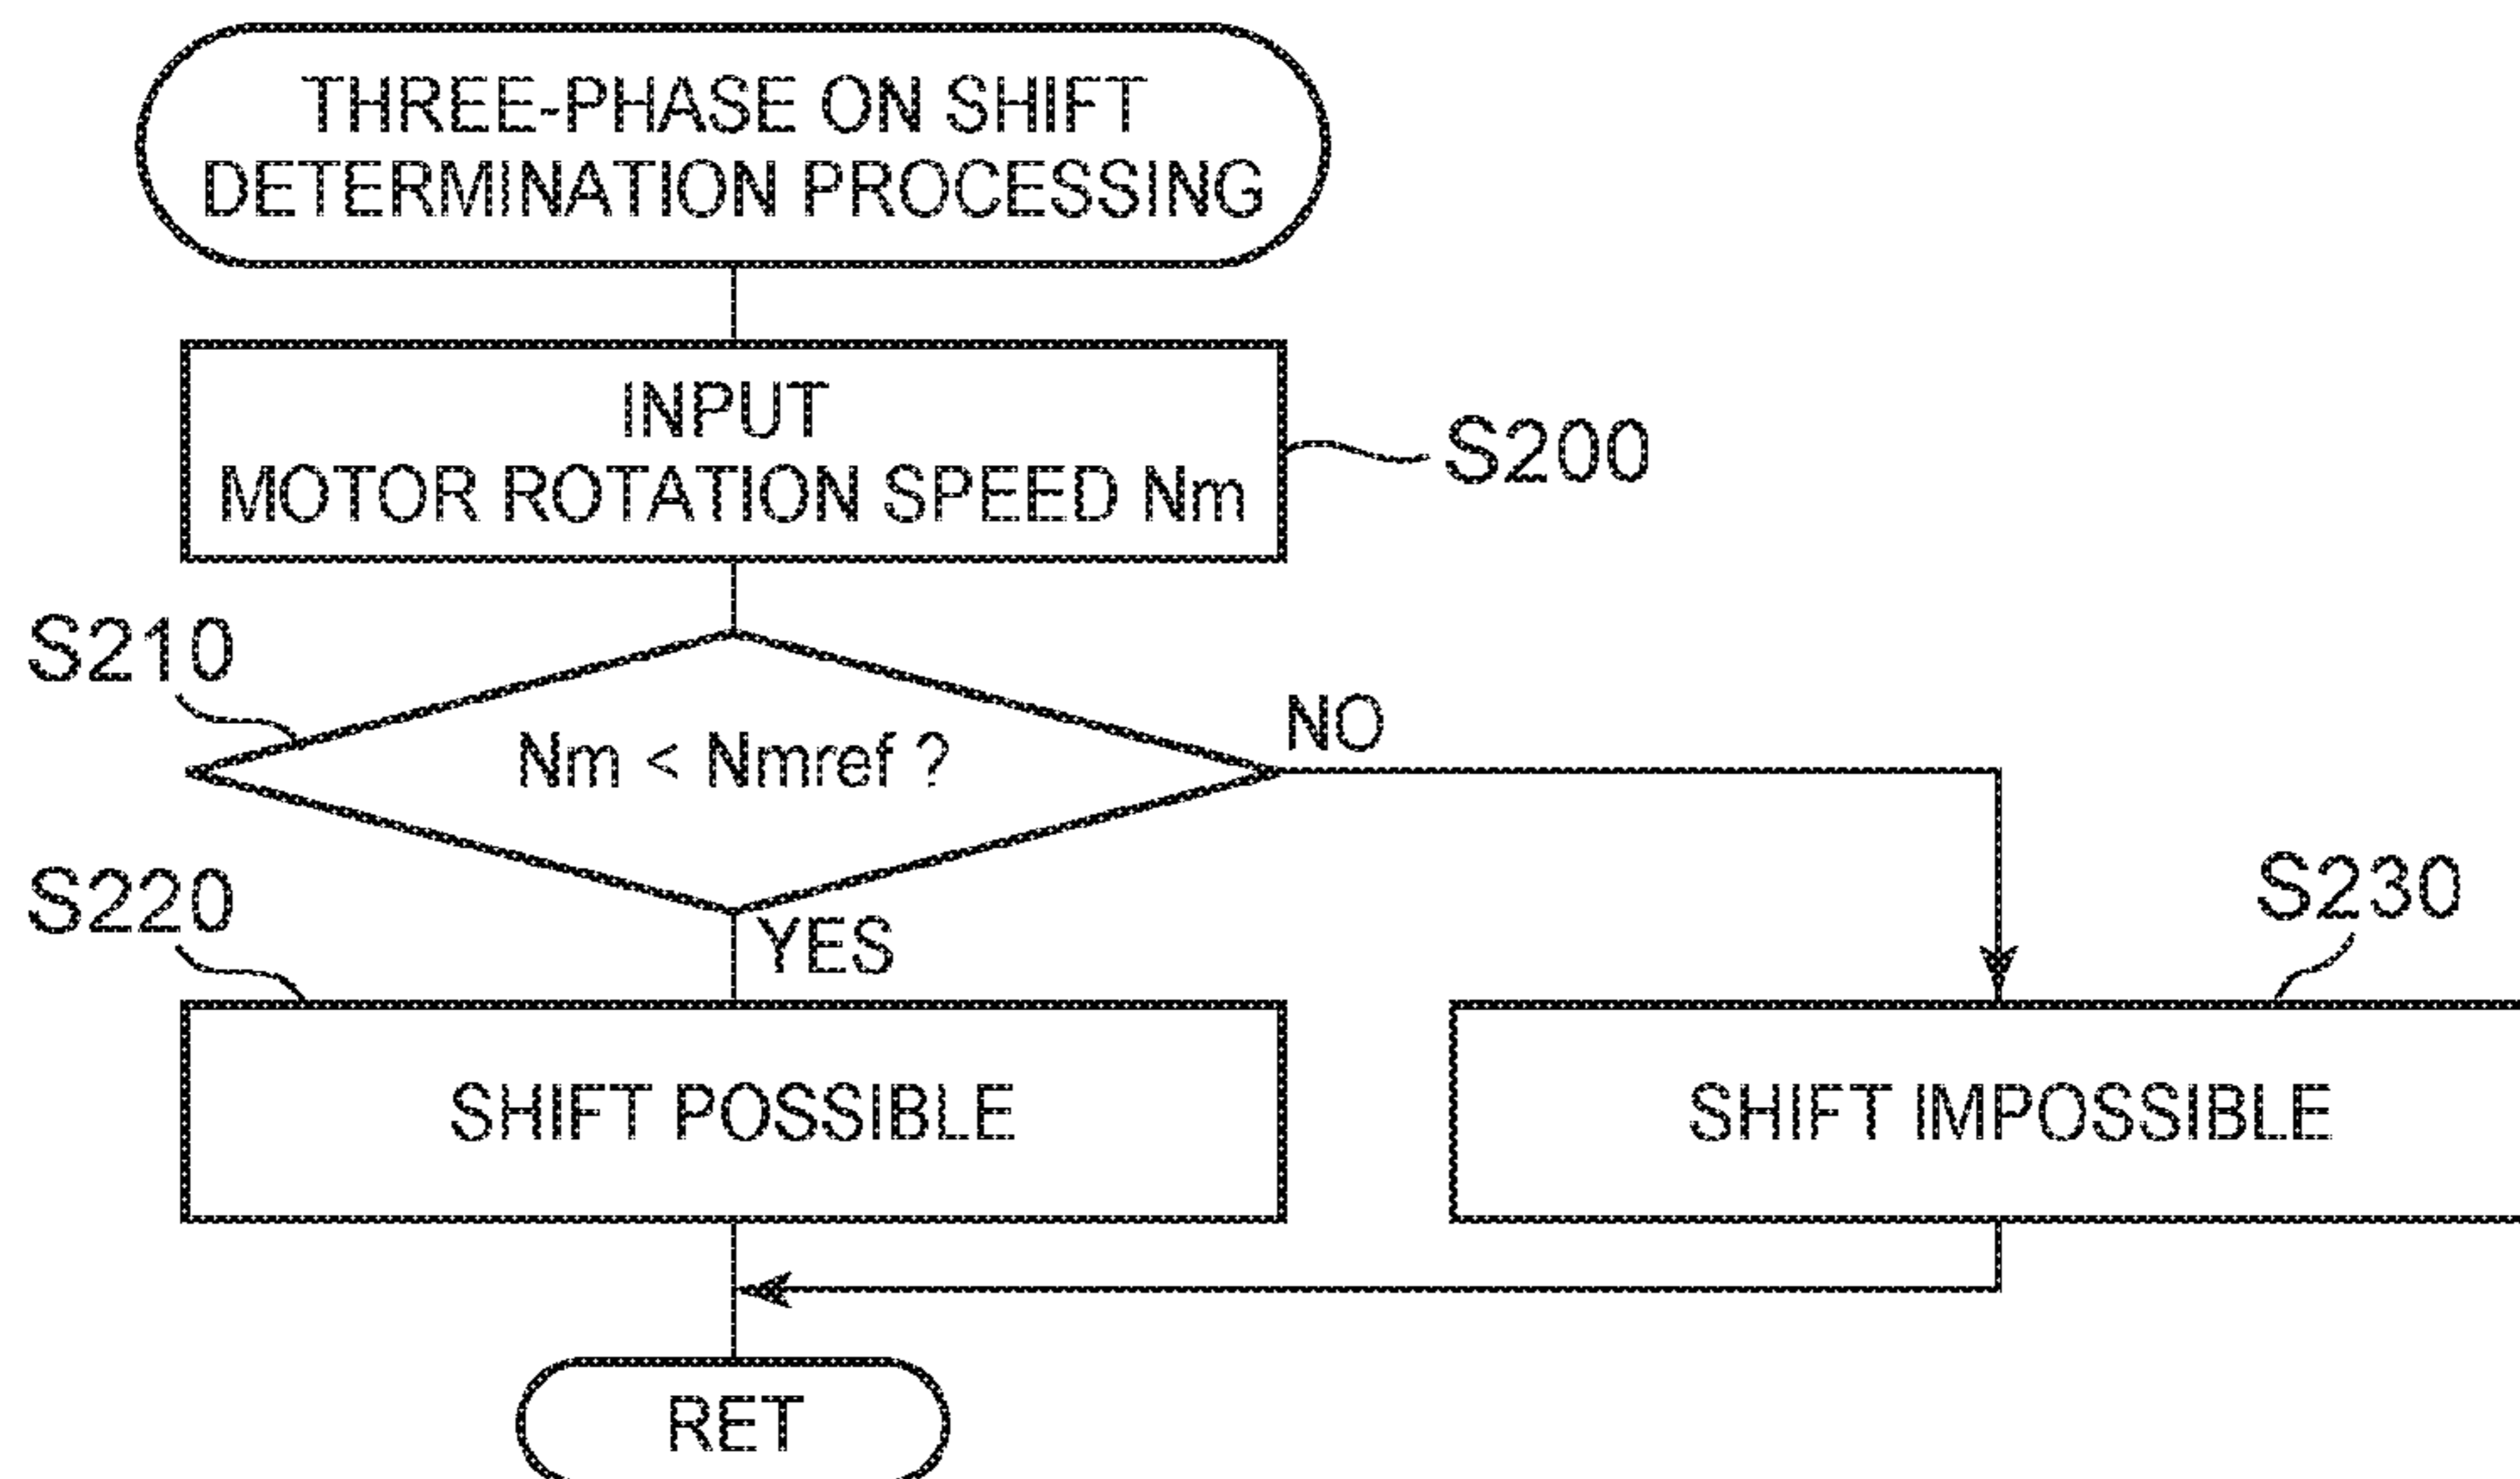 THREE-PHASE ON SHIFT
DETERMINATION PROCESSING
INPUT
MOTOR ROTATION SPEED Nm
S200
S210
Nm < Nmref ?
NO
S220
YES
S230
SHIFT POSSIBLE
SHIFT IMPOSSIBLE
RET